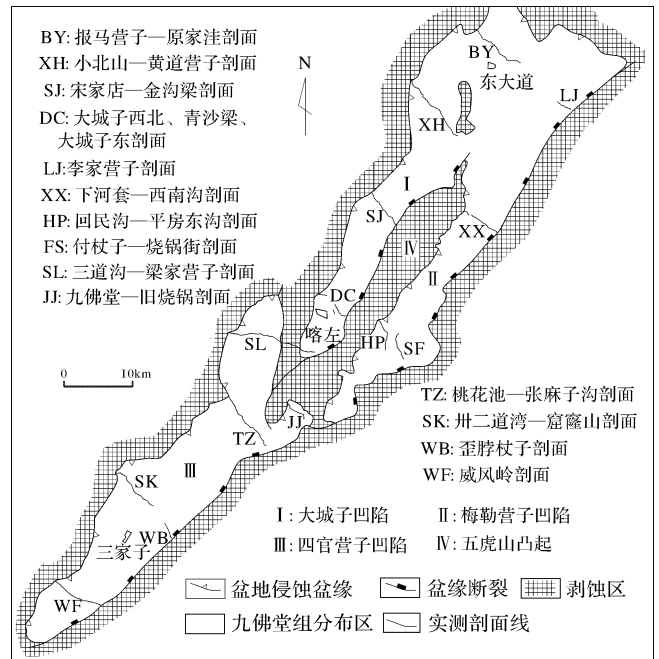 BY: 报马营子—原家洼剖面
XH: 小北山—黄道营子剖面
SJ: 宋家店—金沟梁剖面
DC: 大城子西北、青沙梁、
大城子东剖面
LJ: 李家营子剖面
XX: 下河套—西南沟剖面
HP: 回民沟—平房东沟剖面
FS: 付杖子—烧锅街剖面
SL: 三道沟—梁家营子剖面
JJ: 九佛堂—旧烧锅剖面
N
0 10km
BY
东大道
LJ
XH
Ⅰ
SJ
XX
Ⅳ
Ⅱ
DC
喀左
HP
SF
SL
JJ
TZ
Ⅲ
SK
WB
三家子
WF
TZ: 桃花池—张麻子沟剖面
SK: 卅二道湾—窟窿山剖面
WB: 歪脖杖子剖面
WF: 威风岭剖面
Ⅰ: 大城子凹陷 Ⅱ: 梅勒营子凹陷
Ⅲ: 四官营子凹陷 Ⅳ: 五虎山凸起
盆地侵蚀盆缘 盆缘断裂 剥蚀区
九佛堂组分布区 实测剖面线